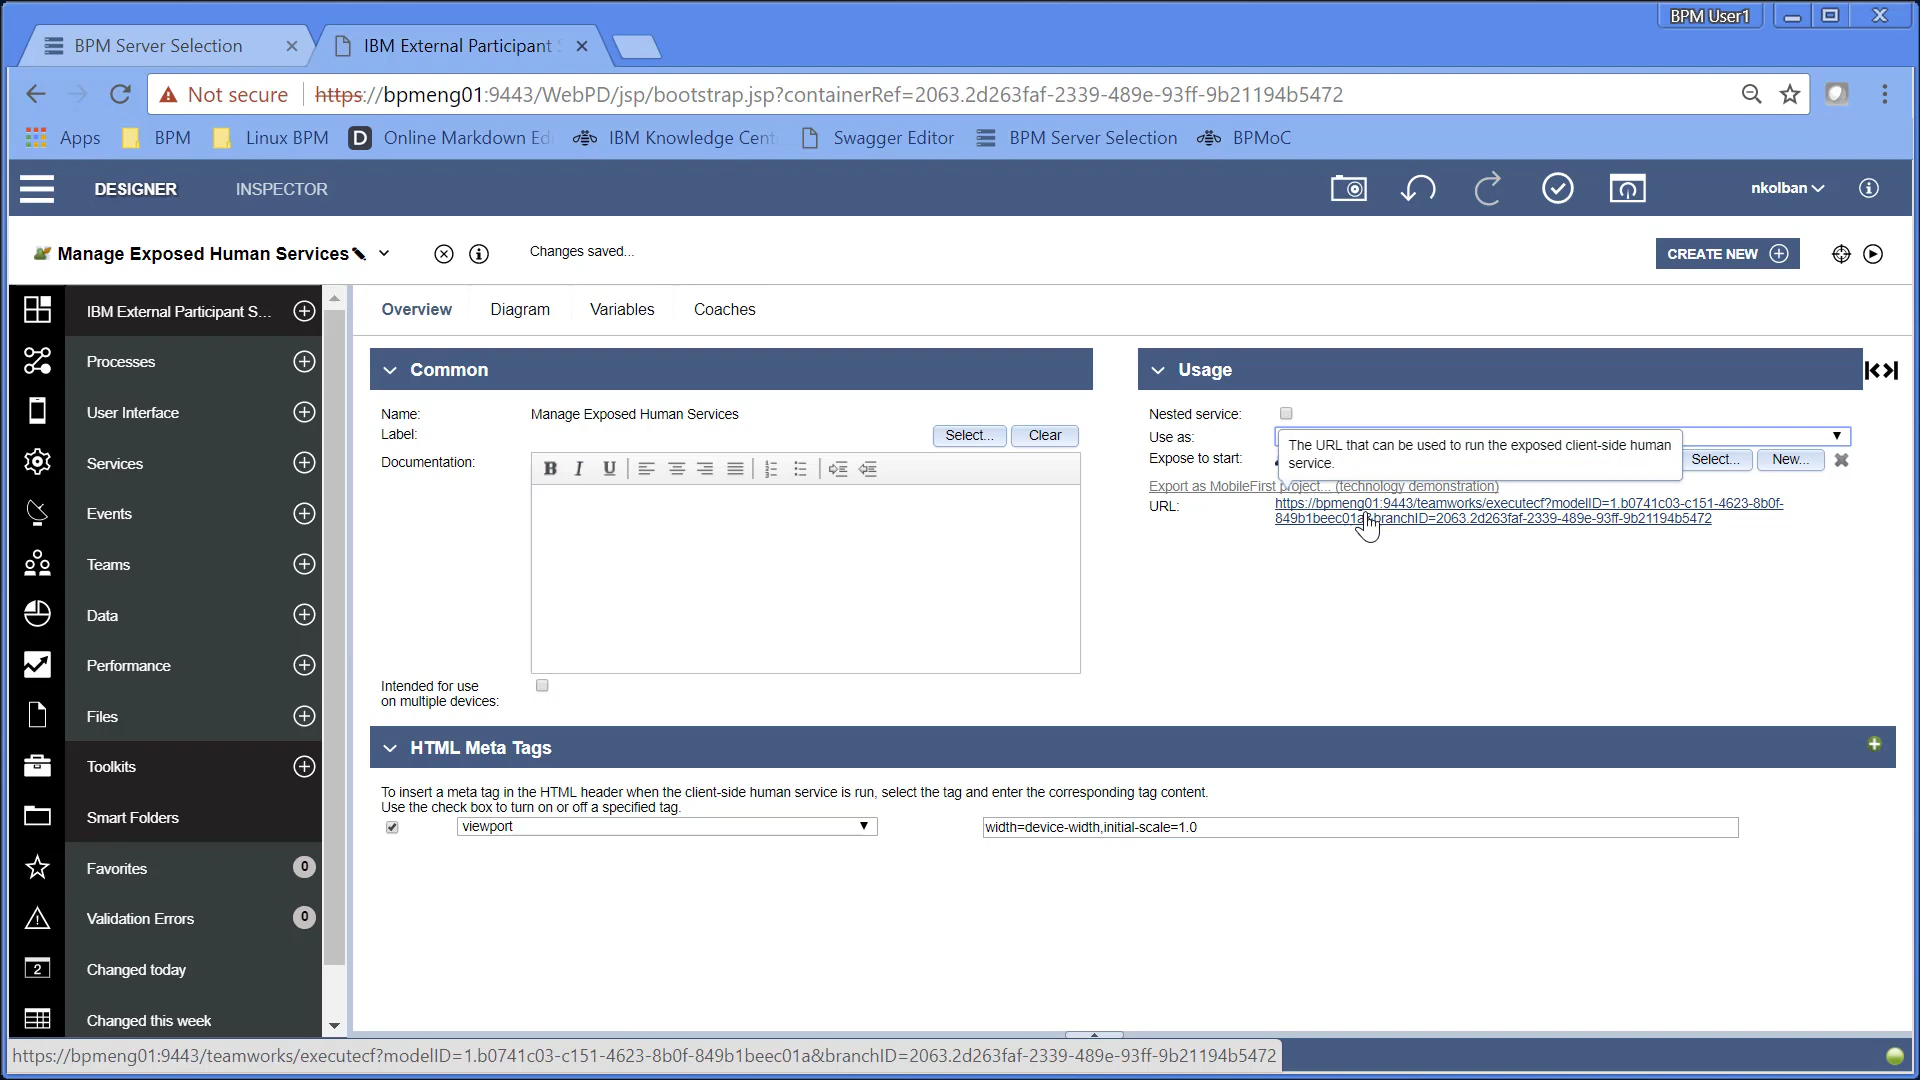 BPM User1
BPM Server Selection
IBM External Participant S
Not secure
https://bpmeng01:9443/WebPD/jsp/bootstrap.jsp?containerRef=2063.2d263faf-2339-489e-93ff-9b21194b5472
Apps
BPM
Linux BPM
D
Online Markdown Ed
IBM Knowledge Cent
Swagger Editor
BPM Server Selection
BPMoC
DESIGNER
INSPECTOR
nkolban
Manage Exposed Human Services
Changes saved...
CREATE NEW
IBM External Participant S...
Processes
User Interface
Services
Events
Teams
Data
Performance
Files
Toolkits
Smart Folders
Favorites 0
Validation Errors 0
2 Changed today
Changed this week
Overview
Diagram
Variables
Coaches
Common
Name: Manage Exposed Human Services
Label: Select... Clear
Documentation:
B I U
Intended for use
on multiple devices:
Usage
Nested service:
Use as:
Expose to start:
Select... New...
The URL that can be used to run the exposed client-side human
service.
Export as MobileFirst project... (technology demonstration)
URL: https://bpmeng01:9443/teamworks/executecf?modelID=1.b0741c03-c151-4623-8b0f-
849b1beec01a&branchID=2063.2d263faf-2339-489e-93ff-9b21194b5472
HTML Meta Tags
To insert a meta tag in the HTML header when the client-side human service is run, select the tag and enter the corresponding tag content.
Use the check box to turn on or off a specified tag.
viewport
width=device-width,initial-scale=1.0
https://bpmeng01:9443/teamworks/executecf?modelID=1.b0741c03-c151-4623-8b0f-849b1beec01a&branchID=2063.2d263faf-2339-489e-93ff-9b21194b5472